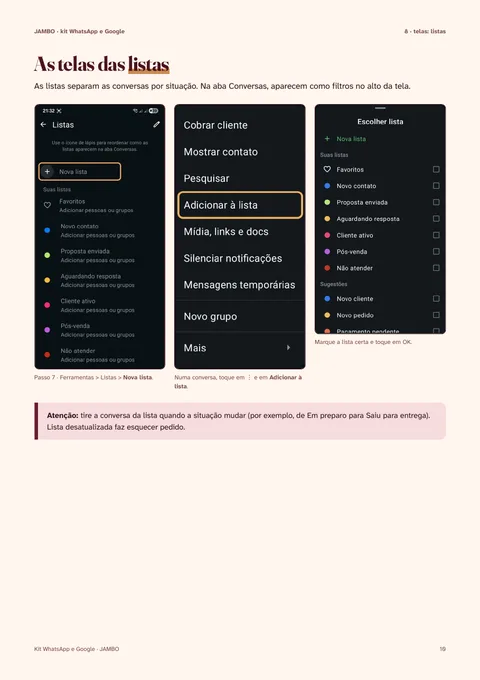 JAMBO · kit WhatsApp e Google
8 · telas: listas
As telas das listas
As listas separam as conversas por situação. Na aba Conversas, aparecem como filtros no alto da tela.
21:32
Listas
Use o ícone de lápis para reordenar como as
listas aparecem na aba Conversas.
Nova lista
Suas listas
Favoritos
Adicionar pessoas ou grupos
Novo contato
Adicionar pessoas ou grupos
Proposta enviada
Adicionar pessoas ou grupos
Aguardando resposta
Adicionar pessoas ou grupos
Cliente ativo
Adicionar pessoas ou grupos
Pós-venda
Adicionar pessoas ou grupos
Não atender
Adicionar pessoas ou grupos
Passo 7 · Ferramentas > Listas > Nova lista.
Cobrar cliente
Mostrar contato
Pesquisar
Adicionar à lista
Mídia, links e docs
Silenciar notificações
Mensagens temporárias
Novo grupo
Mais
Numa conversa, toque em ⋮ e em Adicionar à
lista.
Escolher lista
+ Nova lista
Suas listas
Favoritos
Novo contato
Proposta enviada
Aguardando resposta
Cliente ativo
Pós-venda
Não atender
Sugestões
Novo cliente
Novo pedido
Pagamento pendente
Marque a lista certa e toque em OK.
Atenção: tire a conversa da lista quando a situação mudar (por exemplo, de Em preparo para Saiu para entrega).
Lista desatualizada faz esquecer pedido.
Kit WhatsApp e Google · JAMBO
19